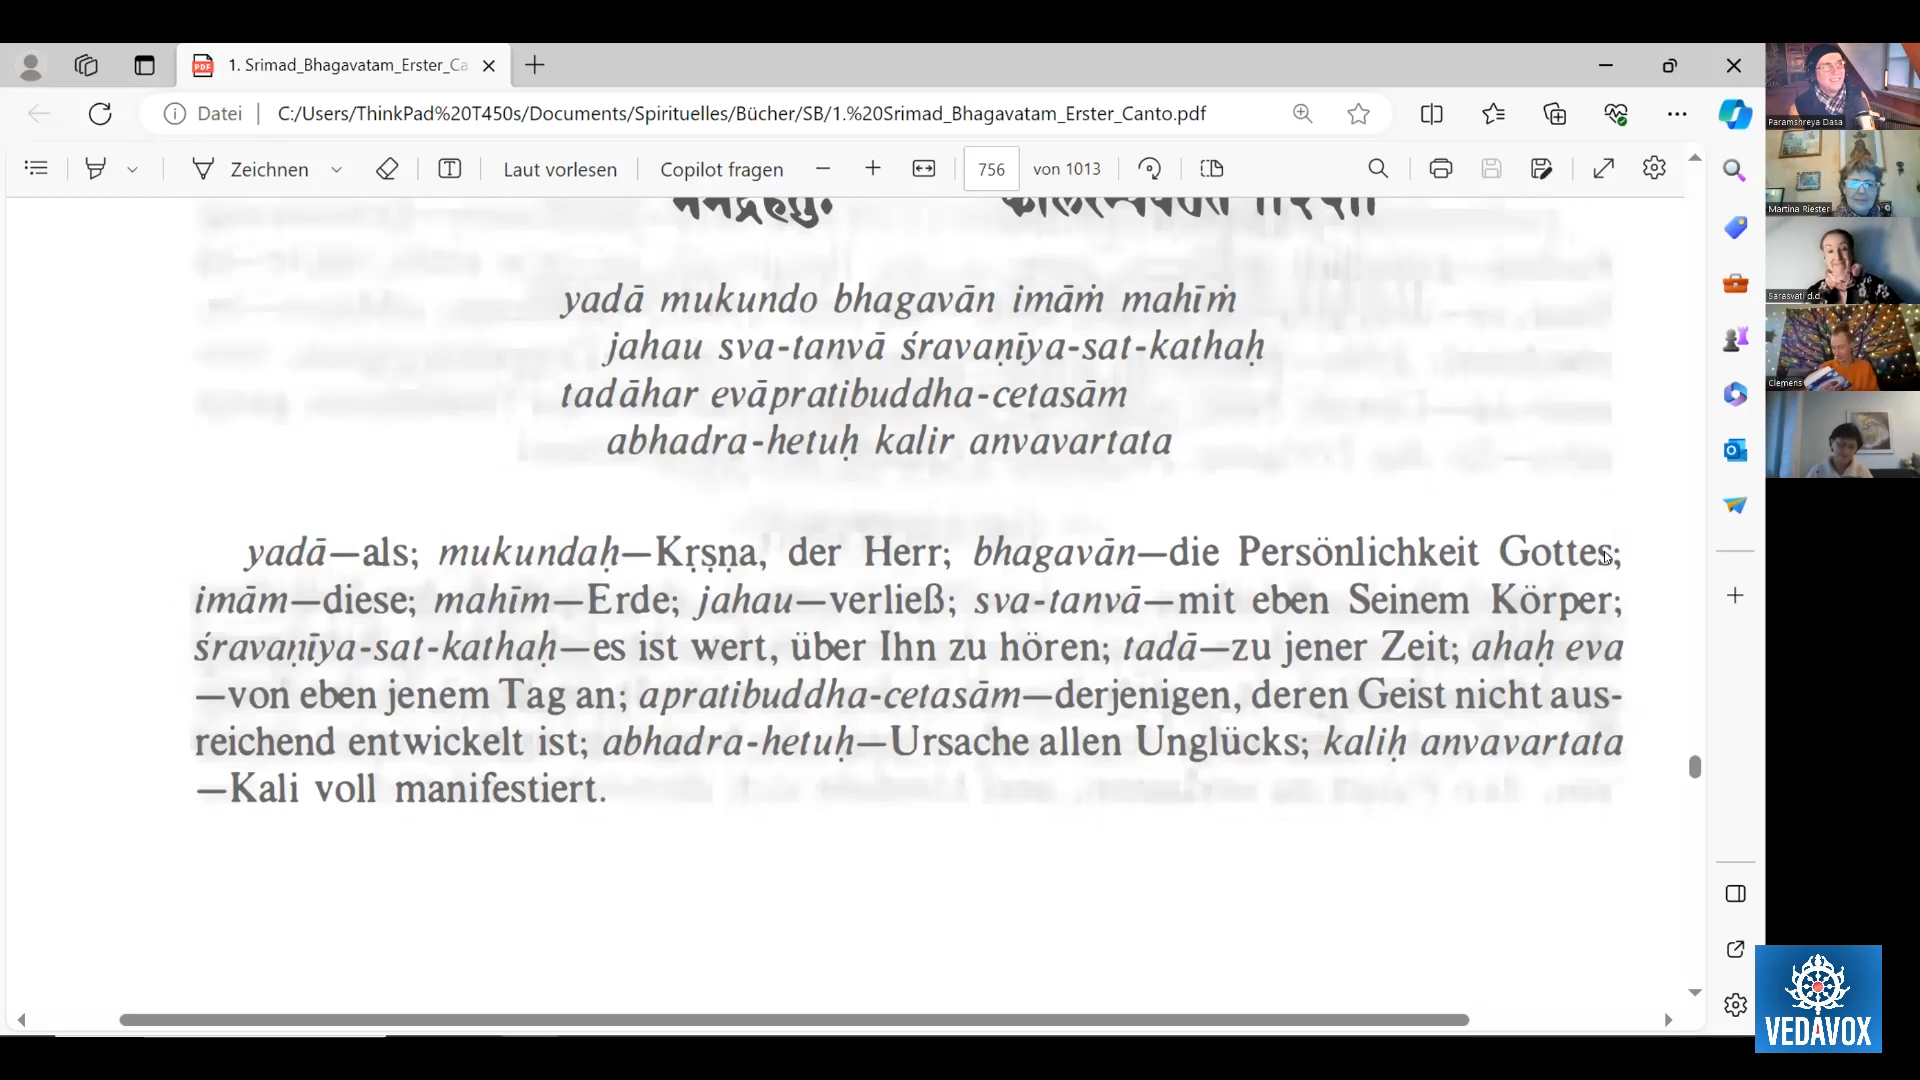 1. Srimad_Bhagavatam_Erster_Ca
Datei
C:/Users/ThinkPad%20T450s/Documents/Spirituelles/Bücher/SB/1.%20Srimad_Bhagavatam_Erster_Canto.pdf
Zeichnen
Laut vorlesen
Copilot fragen
756
von 1013
yadā mukundo bhagavān imāṁ mahīṁ
jahau sva-tanvā śravaṇīya-sat-kathaḥ
tadāhar evāpratibuddha-cetasām
abhadra-hetuḥ kalir anvavartata
yadā—als; mukundaḥ—Kṛṣṇa, der Herr; bhagavān—die Persönlichkeit Gottes;
imām—diese; mahīm—Erde; jahau—verließ; sva-tanvā—mit eben Seinem Körper;
śravaṇīya-sat-kathaḥ—es ist wert, über Ihn zu hören; tadā—zu jener Zeit; ahaḥ eva
—von eben jenem Tag an; apratibuddha-cetasām—derjenigen, deren Geist nicht aus-
reichend entwickelt ist; abhadra-hetuḥ—Ursache allen Unglücks; kaliḥ anvavartata
—Kali voll manifestiert.
Paramshreya Dasa
Martina Riester
Sarasvati d.d.
Clemens
VEDAVOX